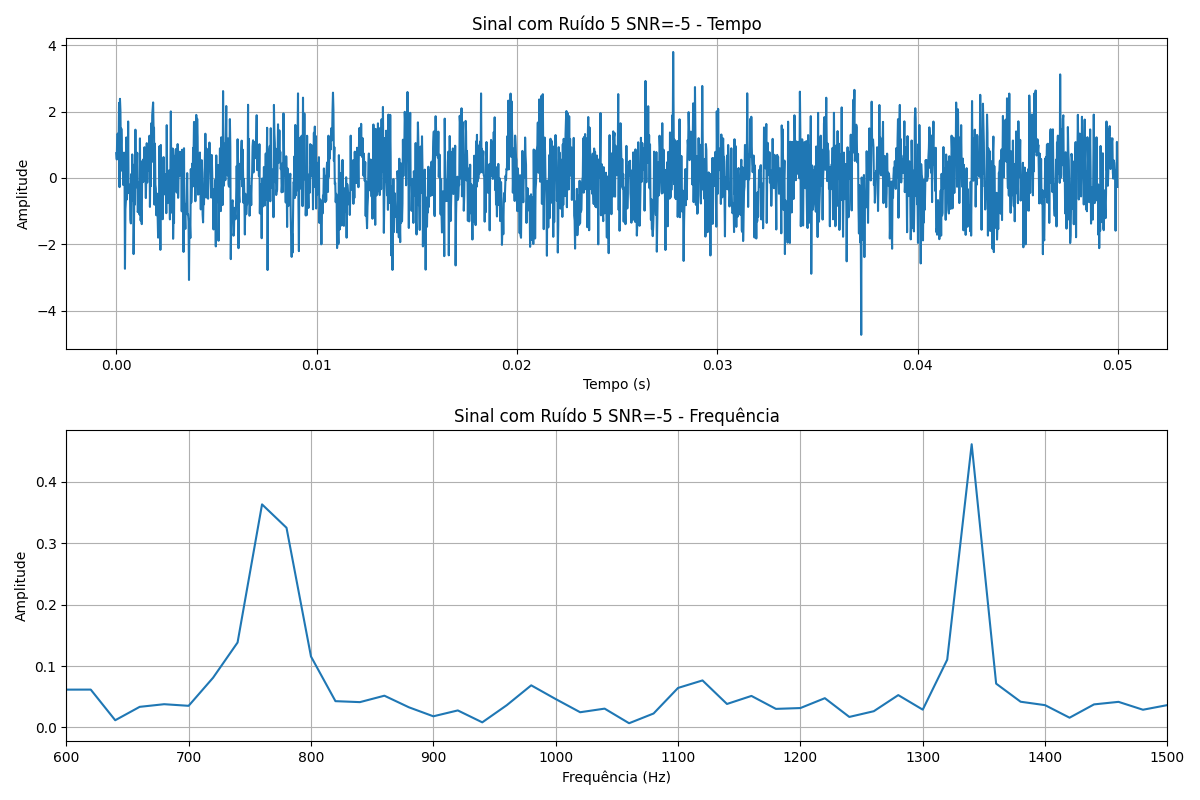 Sinal com Ruído 5 SNR=-5 - Tempo
Amplitude
4
2
0
−2
−4
0.00 0.01 0.02 0.03 0.04 0.05
Tempo (s)
Sinal com Ruído 5 SNR=-5 - Frequência
Amplitude
0.4
0.3
0.2
0.1
0.0
600 700 800 900 1000 1100 1200 1300 1400 1500
Frequência (Hz)